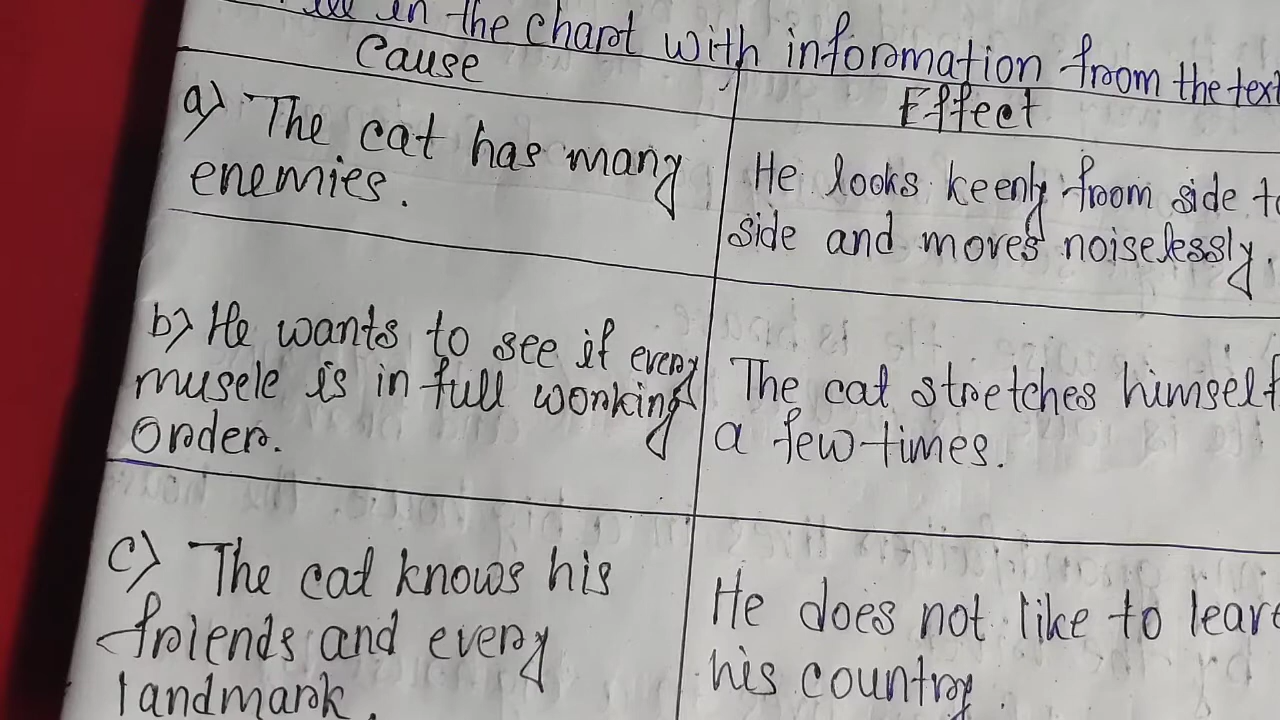 in the chart with information from the text
Cause
Effect
a) The cat has many
enemies.
He looks keenly from side to
side and moves noiselessly.
b) He wants to see if every
muscle is in full working
order.
The cat stretches himself
a few times.
c) The cat knows his
friends and every
landmark.
He does not like to leave
his country.